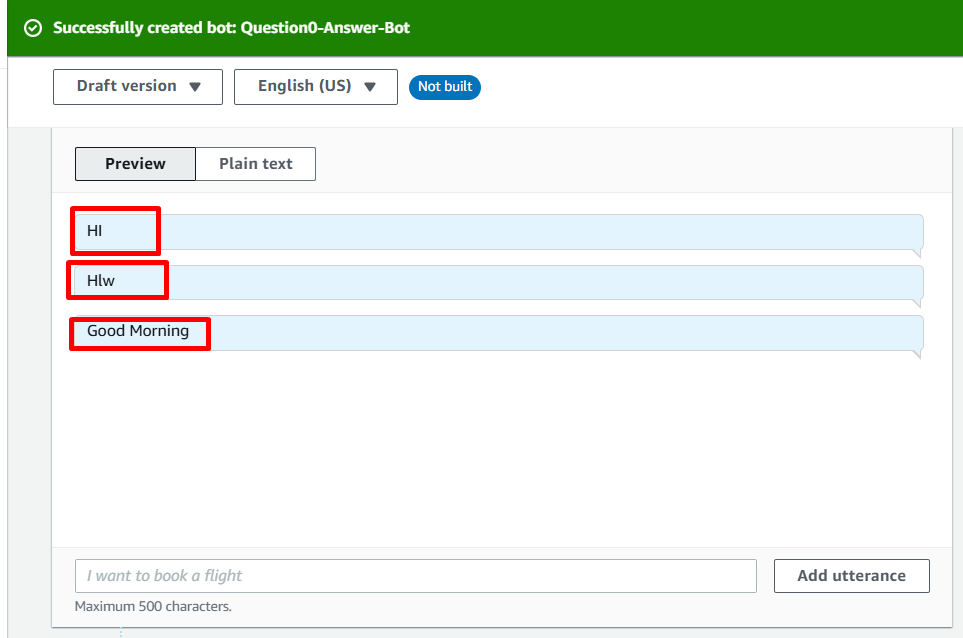 Successfully created bot: Question0-Answer-Bot
Draft version English (US) Not built
Preview Plain text
HI
Hlw
Good Morning
I want to book a flight Add utterance
Maximum 500 characters.